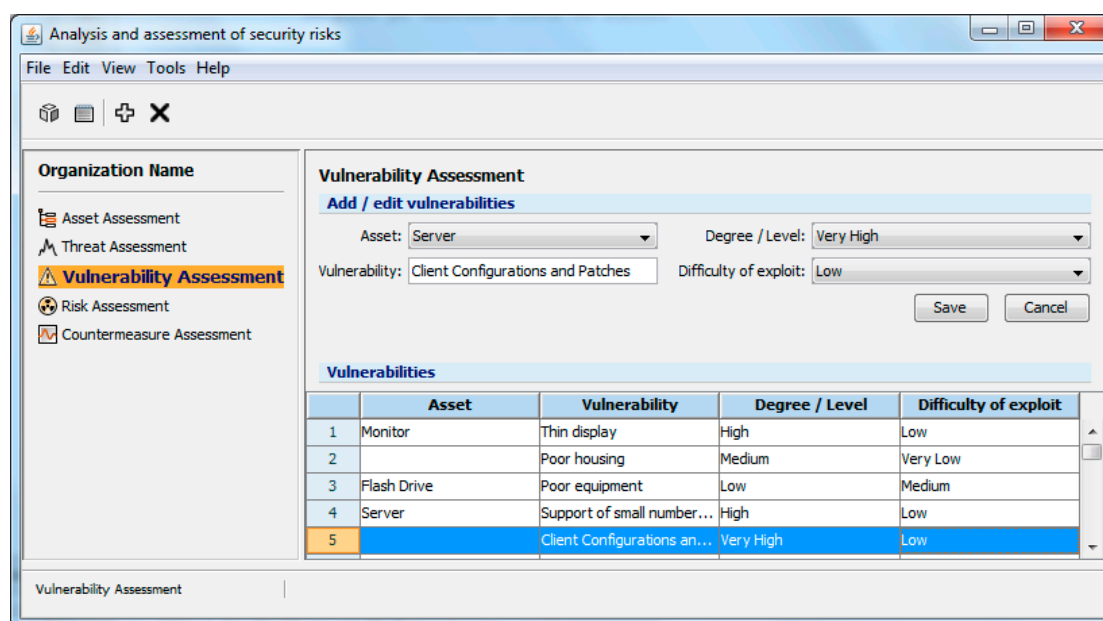 Analysis and assessment of security risks
File Edit View Tools Help
Organization Name
Asset Assessment
Threat Assessment
Vulnerability Assessment
Risk Assessment
Countermeasure Assessment
Vulnerability Assessment
Add / edit vulnerabilities
Asset: Server Degree / Level: Very High
Vulnerability: Client Configurations and Patches Difficulty of exploit: Low
Save Cancel
Vulnerabilities
Asset Vulnerability Degree / Level Difficulty of exploit
1 Monitor Thin display High Low
2 Poor housing Medium Very Low
3 Flash Drive Poor equipment Low Medium
4 Server Support of small number... High Low
5 Client Configurations an... Very High Low
Vulnerability Assessment